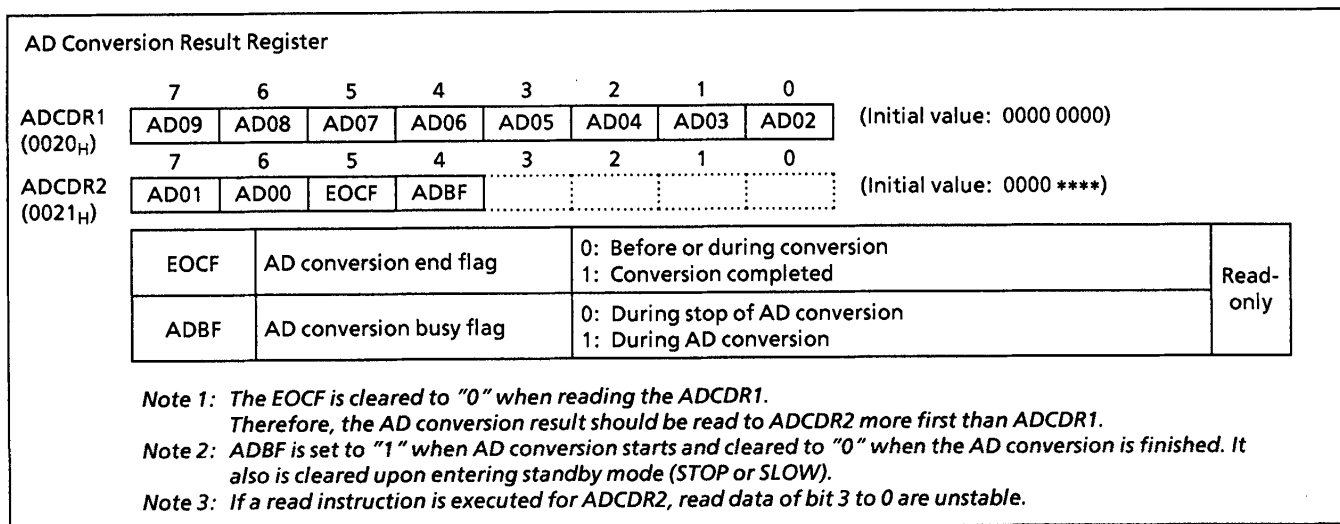 AD Conversion Result Register
7 6 5 4 3 2 1 0
ADCDR1 AD09 AD08 AD07 AD06 AD05 AD04 AD03 AD02 (Initial value: 0000 0000)
(0020H)
7 6 5 4 3 2 1 0
ADCDR2 AD01 AD00 EOCF ADBF (Initial value: 0000 ****)
(0021H)
EOCF AD conversion end flag 0: Before or during conversion
1: Conversion completed
Read-
only
ADBF AD conversion busy flag 0: During stop of AD conversion
1: During AD conversion
Note 1: The EOCF is cleared to "0" when reading the ADCDR1.
Therefore, the AD conversion result should be read to ADCDR2 more first than ADCDR1.
Note 2: ADBF is set to "1" when AD conversion starts and cleared to "0" when the AD conversion is finished. It
also is cleared upon entering standby mode (STOP or SLOW).
Note 3: If a read instruction is executed for ADCDR2, read data of bit 3 to 0 are unstable.